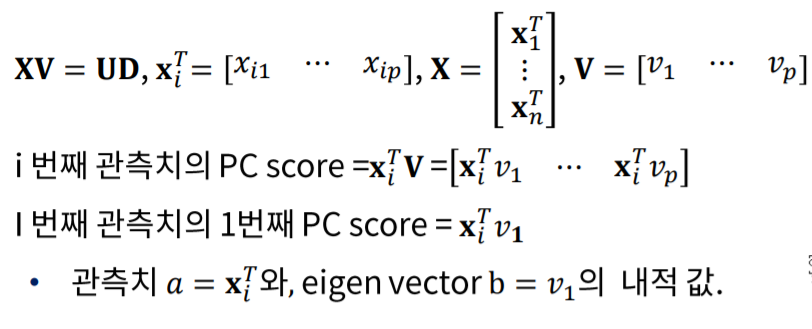 XV = UD, x_i^T = [x_{i1} ⋯ x_{ip}], X = [x_1^T ⋮ x_n^T], V = [v_1 ⋯ v_p]
i 번째 관측치의 PC score =x_i^T V =[x_i^T v_1 ⋯ x_i^T v_p]
I 번째 관측치의 1번째 PC score = x_i^T v_1
• 관측치 a = x_i^T와, eigen vector b = v_1의 내적 값.